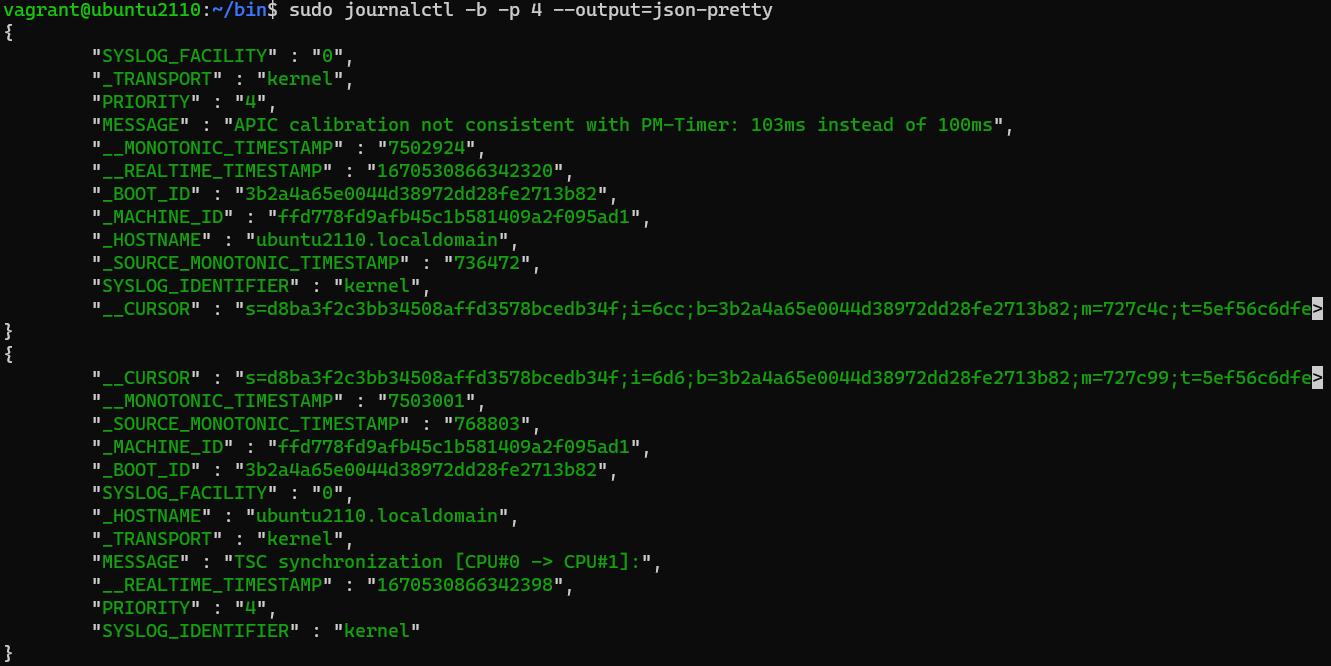 vagrant@ubuntu2110:~/bin$ sudo journalctl -b -p 4 --output=json-pretty
{
        "SYSLOG_FACILITY" : "0",
        "_TRANSPORT" : "kernel",
        "PRIORITY" : "4",
        "MESSAGE" : "APIC calibration not consistent with PM-Timer: 103ms instead of 100ms",
        "__MONOTONIC_TIMESTAMP" : "7502924",
        "__REALTIME_TIMESTAMP" : "1670530866342320",
        "_BOOT_ID" : "3b2a4a65e0044d38972dd28fe2713b82",
        "_MACHINE_ID" : "ffd778fd9afb45c1b581409a2f095ad1",
        "_HOSTNAME" : "ubuntu2110.localdomain",
        "_SOURCE_MONOTONIC_TIMESTAMP" : "736472",
        "SYSLOG_IDENTIFIER" : "kernel",
        "__CURSOR" : "s=d8ba3f2c3bb34508affd3578bcedb34f;i=6cc;b=3b2a4a65e0044d38972dd28fe2713b82;m=727c4c;t=5ef56c6dfe>
}
{
        "__CURSOR" : "s=d8ba3f2c3bb34508affd3578bcedb34f;i=6d6;b=3b2a4a65e0044d38972dd28fe2713b82;m=727c99;t=5ef56c6dfe>
        "__MONOTONIC_TIMESTAMP" : "7503001",
        "_SOURCE_MONOTONIC_TIMESTAMP" : "768803",
        "_MACHINE_ID" : "ffd778fd9afb45c1b581409a2f095ad1",
        "_BOOT_ID" : "3b2a4a65e0044d38972dd28fe2713b82",
        "SYSLOG_FACILITY" : "0",
        "_HOSTNAME" : "ubuntu2110.localdomain",
        "_TRANSPORT" : "kernel",
        "MESSAGE" : "TSC synchronization [CPU#0 -> CPU#1]:",
        "__REALTIME_TIMESTAMP" : "1670530866342398",
        "PRIORITY" : "4",
        "SYSLOG_IDENTIFIER" : "kernel"
}